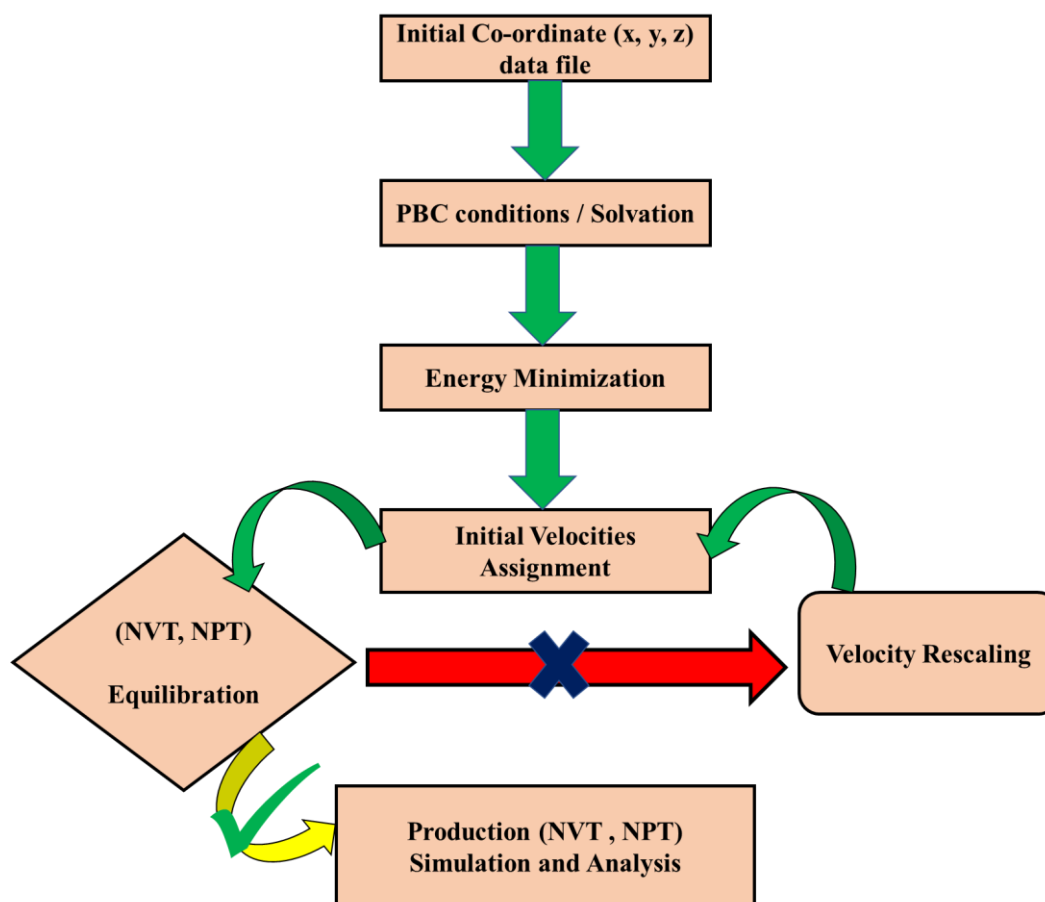 Initial Co-ordinate (x, y, z)
data file
PBC conditions / Solvation
Energy Minimization
Initial Velocities
Assignment
(NVT, NPT)
Equilibration
Velocity Rescaling
Production (NVT , NPT)
Simulation and Analysis